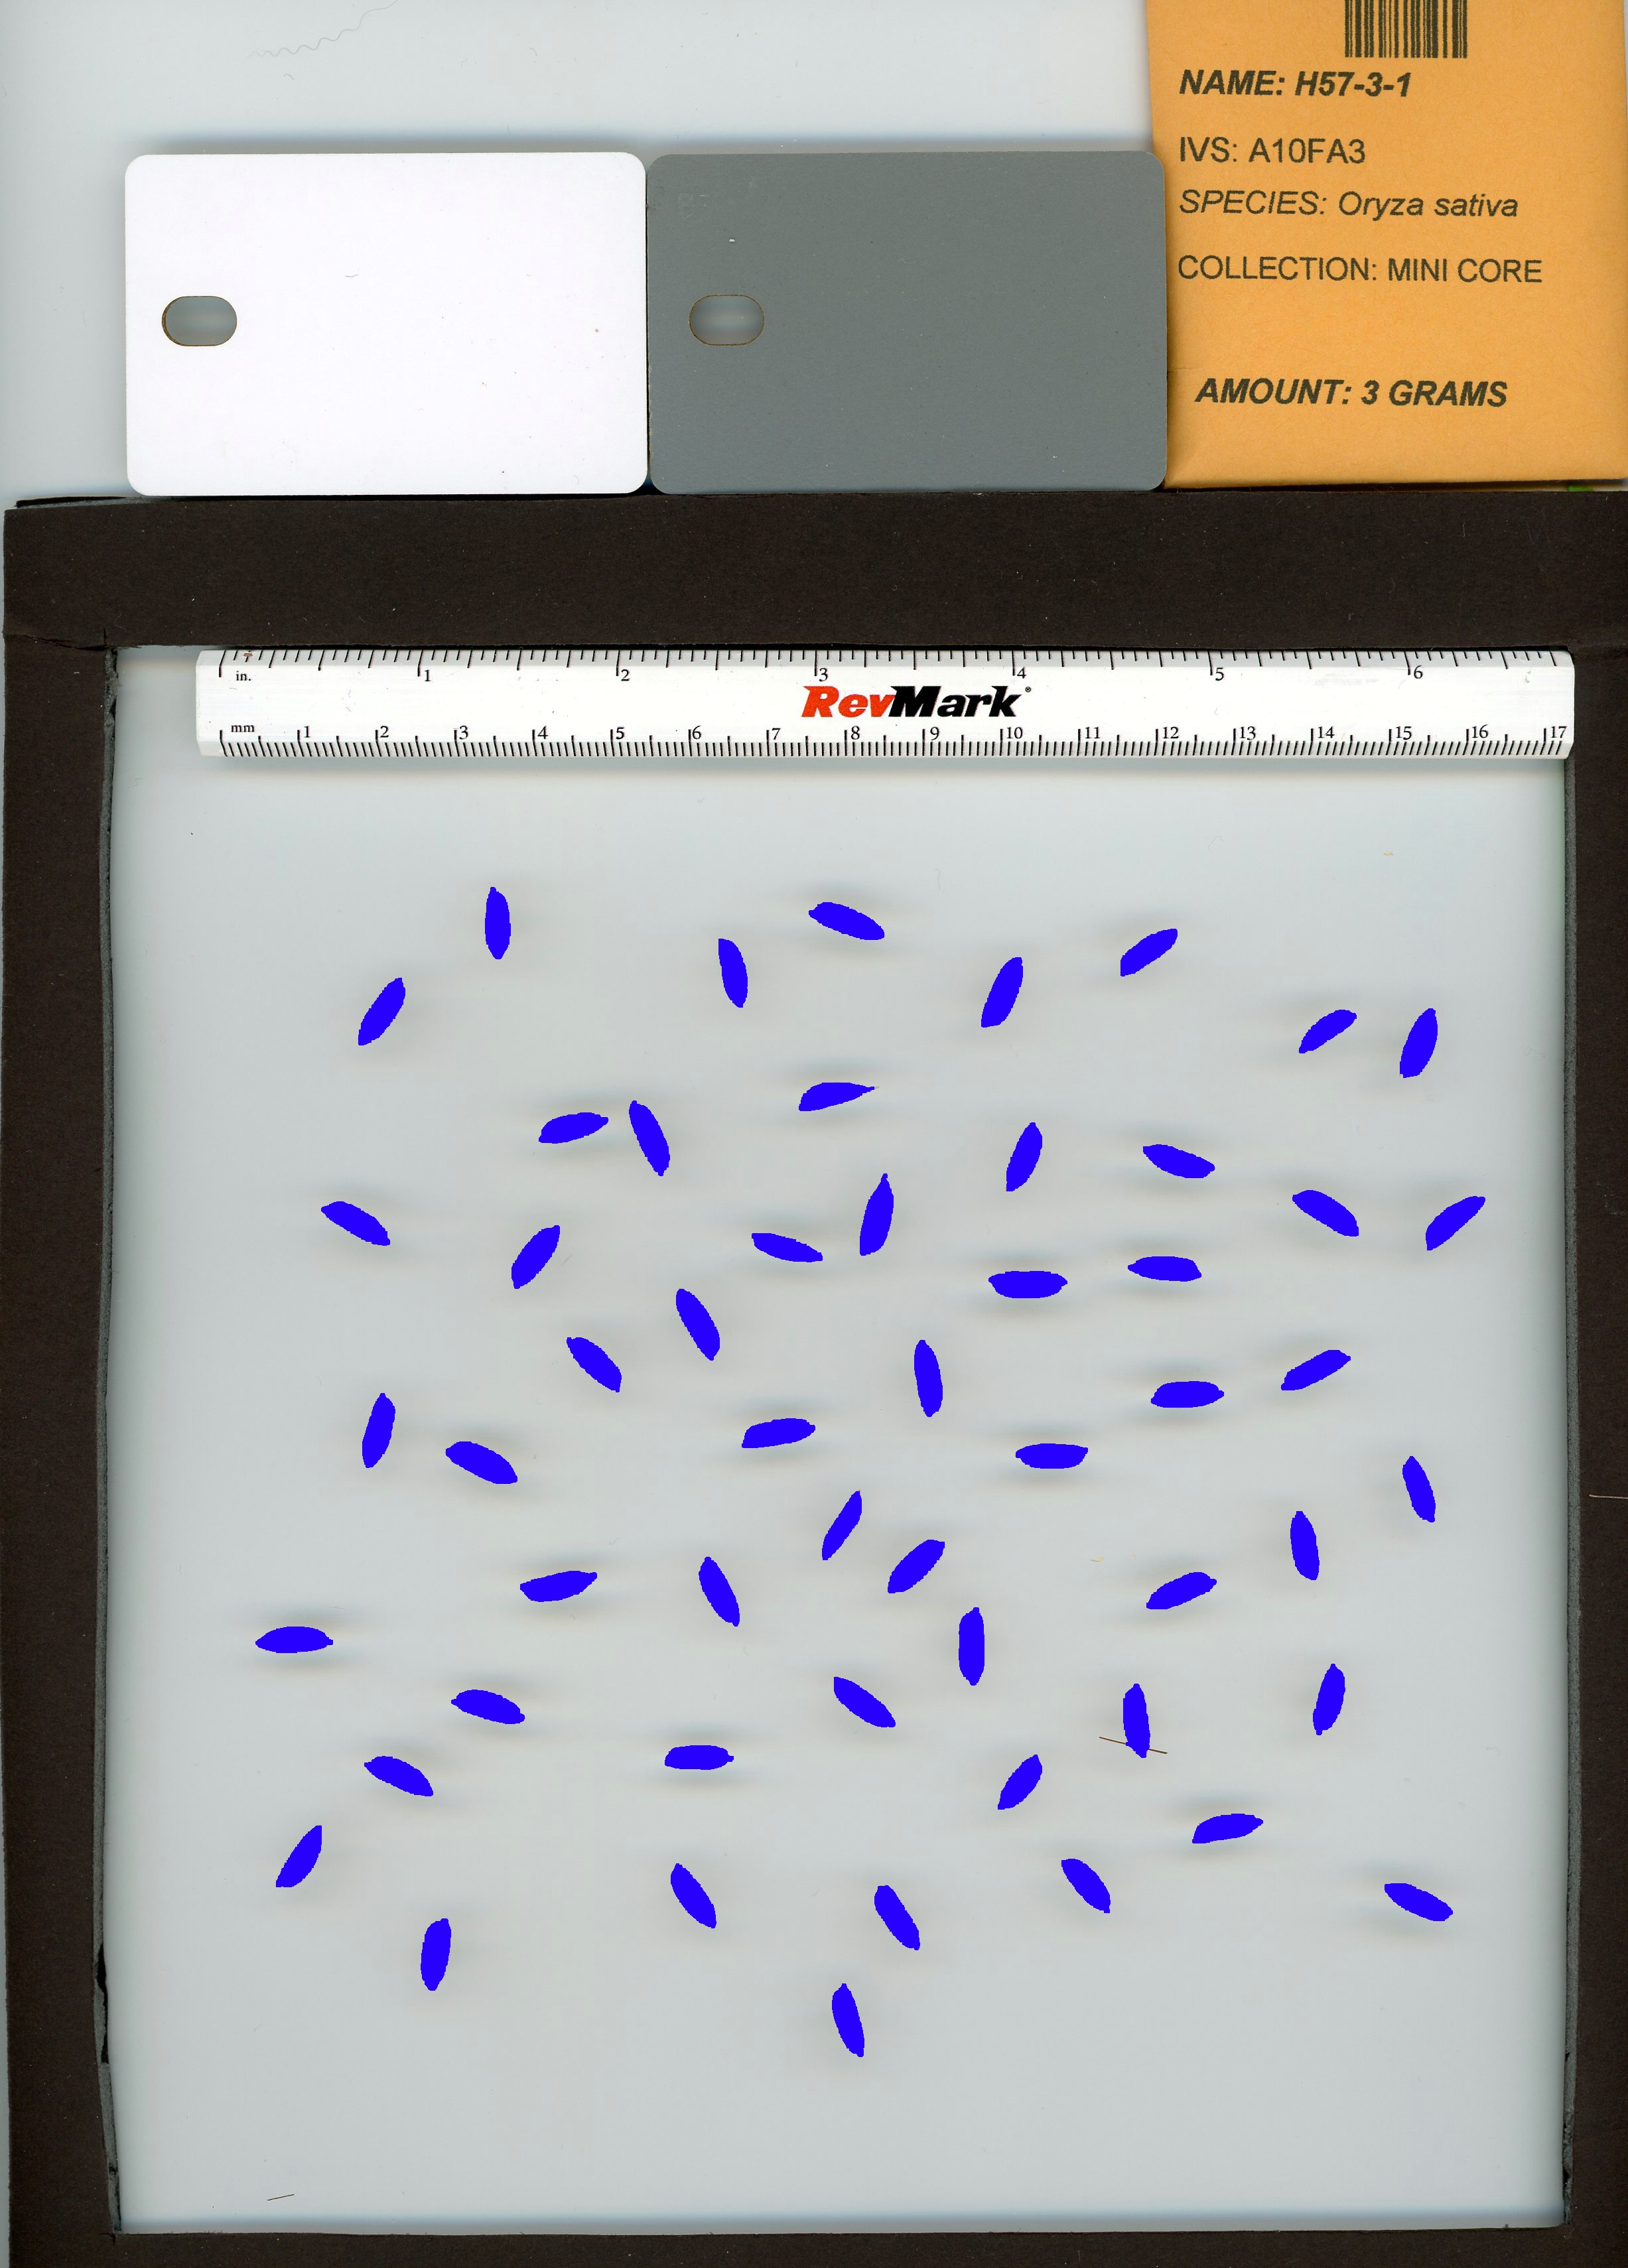 NAME: H57-3-1
IVS: A10FA3
SPECIES: Oryza sativa
COLLECTION: MINI CORE
AMOUNT: 3 GRAMS
in. 1 2 3 4 5 6
RevMark
mm 1 2 3 4 5 6 7 8 9 10 11 12 13 14 15 16 17